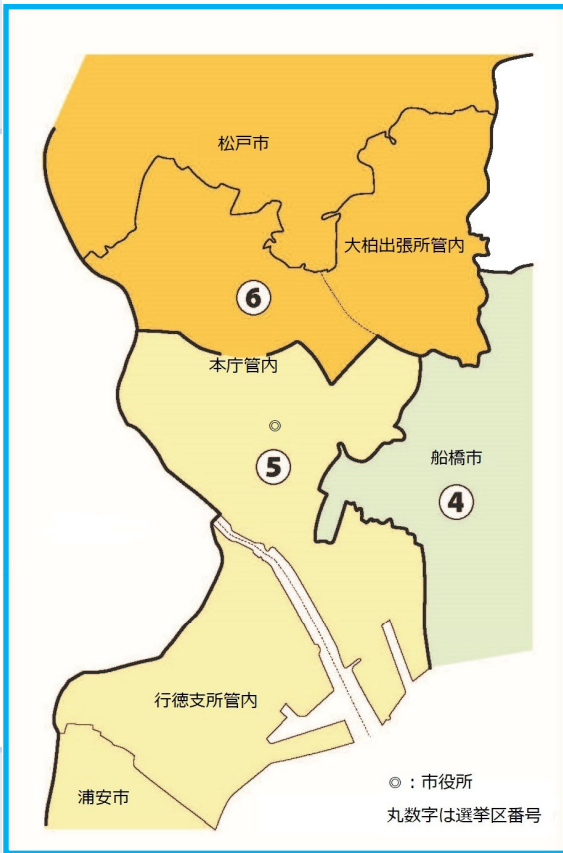 松戸市
大柏出張所管内
6
本庁管内
◎
5
船橋市
4
行徳支所管内
浦安市
◎：市役所
丸数字は選挙区番号